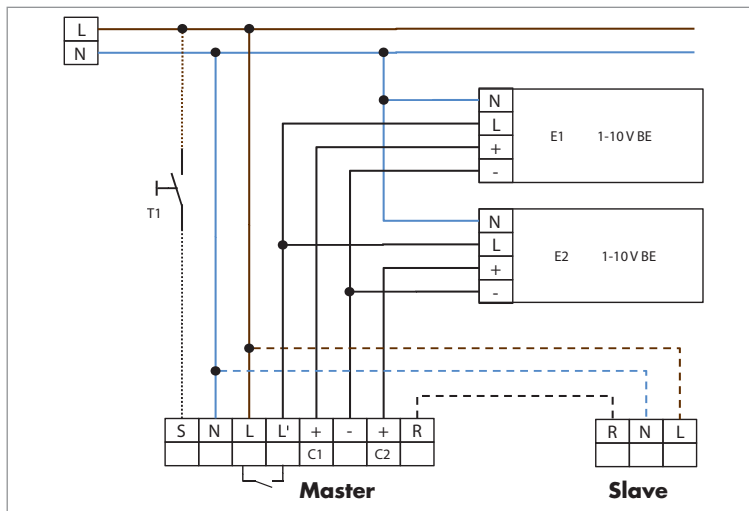 L
N
N
L
E1 1-10 V BE
+
-
T1
N
L
E2 1-10 V BE
+
-
S N L L' + - + R
C1 C2
R N L
Master Slave